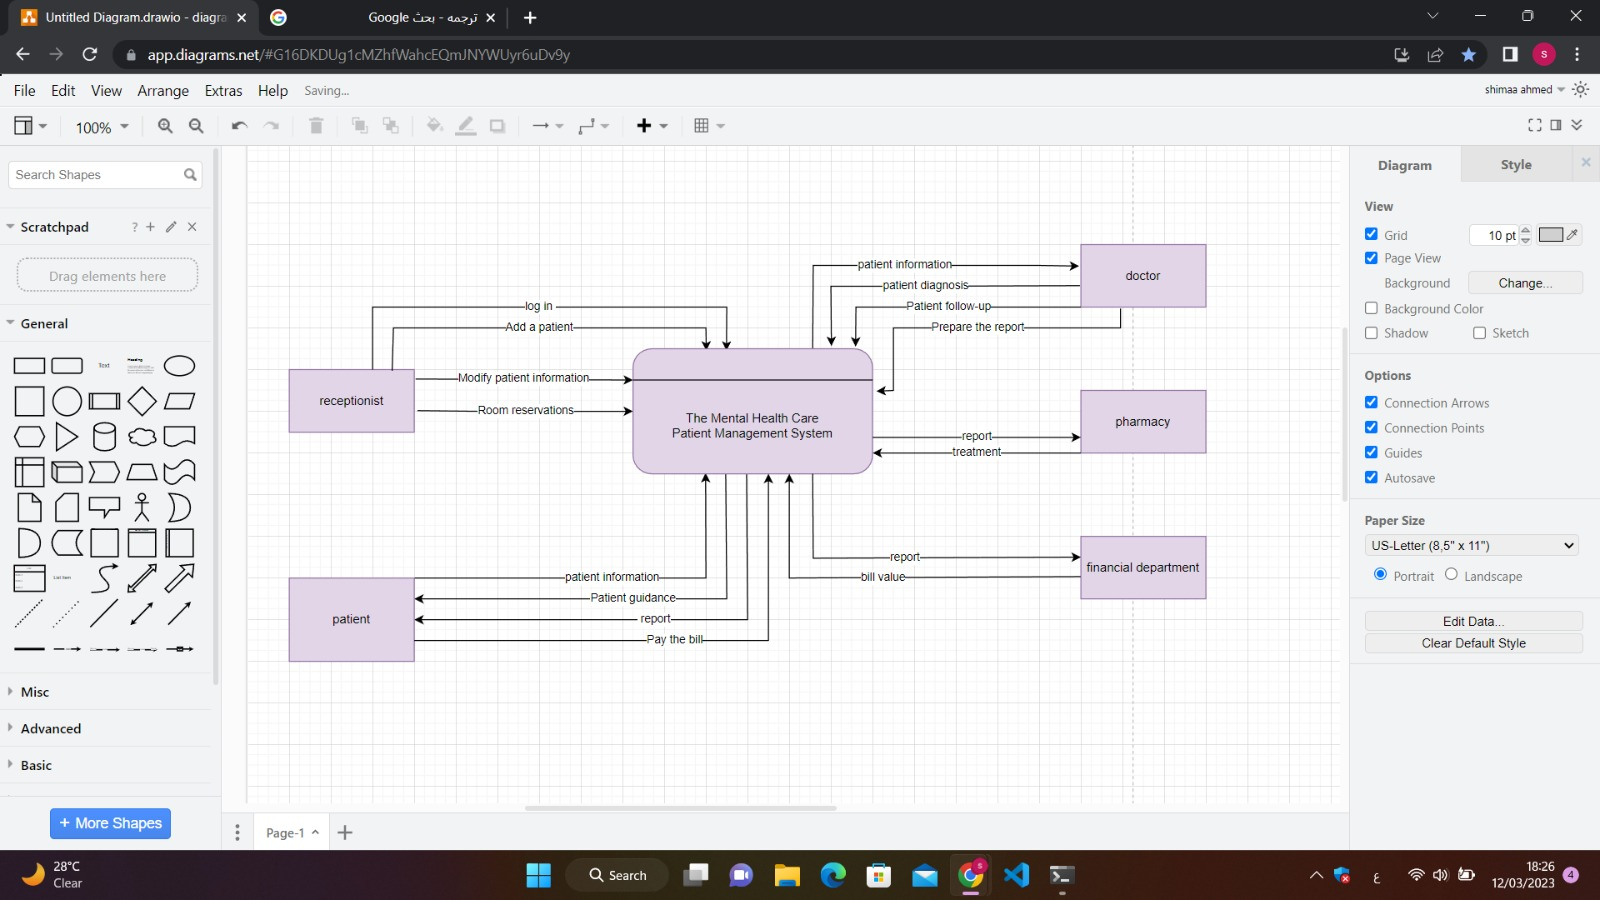 Untitled Diagram.drawio - diagra
ترجمه - بحث Google
app.diagrams.net/#G16DKDUg1cMZhfWahcEQmJNYWUyr6uDv9y
File Edit View Arrange Extras Help Saving...
shimaa ahmed
100%
Search Shapes
Scratchpad
Drag elements here
General
Text
Heading
List Item
Misc
Advanced
Basic
+ More Shapes
patient information
patient diagnosis
Patient follow-up
Prepare the report
doctor
log in
Add a patient
Modify patient information
Room reservations
receptionist
The Mental Health Care
Patient Management System
pharmacy
report
treatment
report
bill value
financial department
patient information
Patient guidance
report
Pay the bill
patient
Page-1
Diagram
Style
View
Grid
10 pt
Page View
Background
Change...
Background Color
Shadow
Sketch
Options
Connection Arrows
Connection Points
Guides
Autosave
Paper Size
US-Letter (8,5" x 11")
Portrait
Landscape
Edit Data...
Clear Default Style
28°C
Clear
Search
ع
18:26
12/03/2023
4